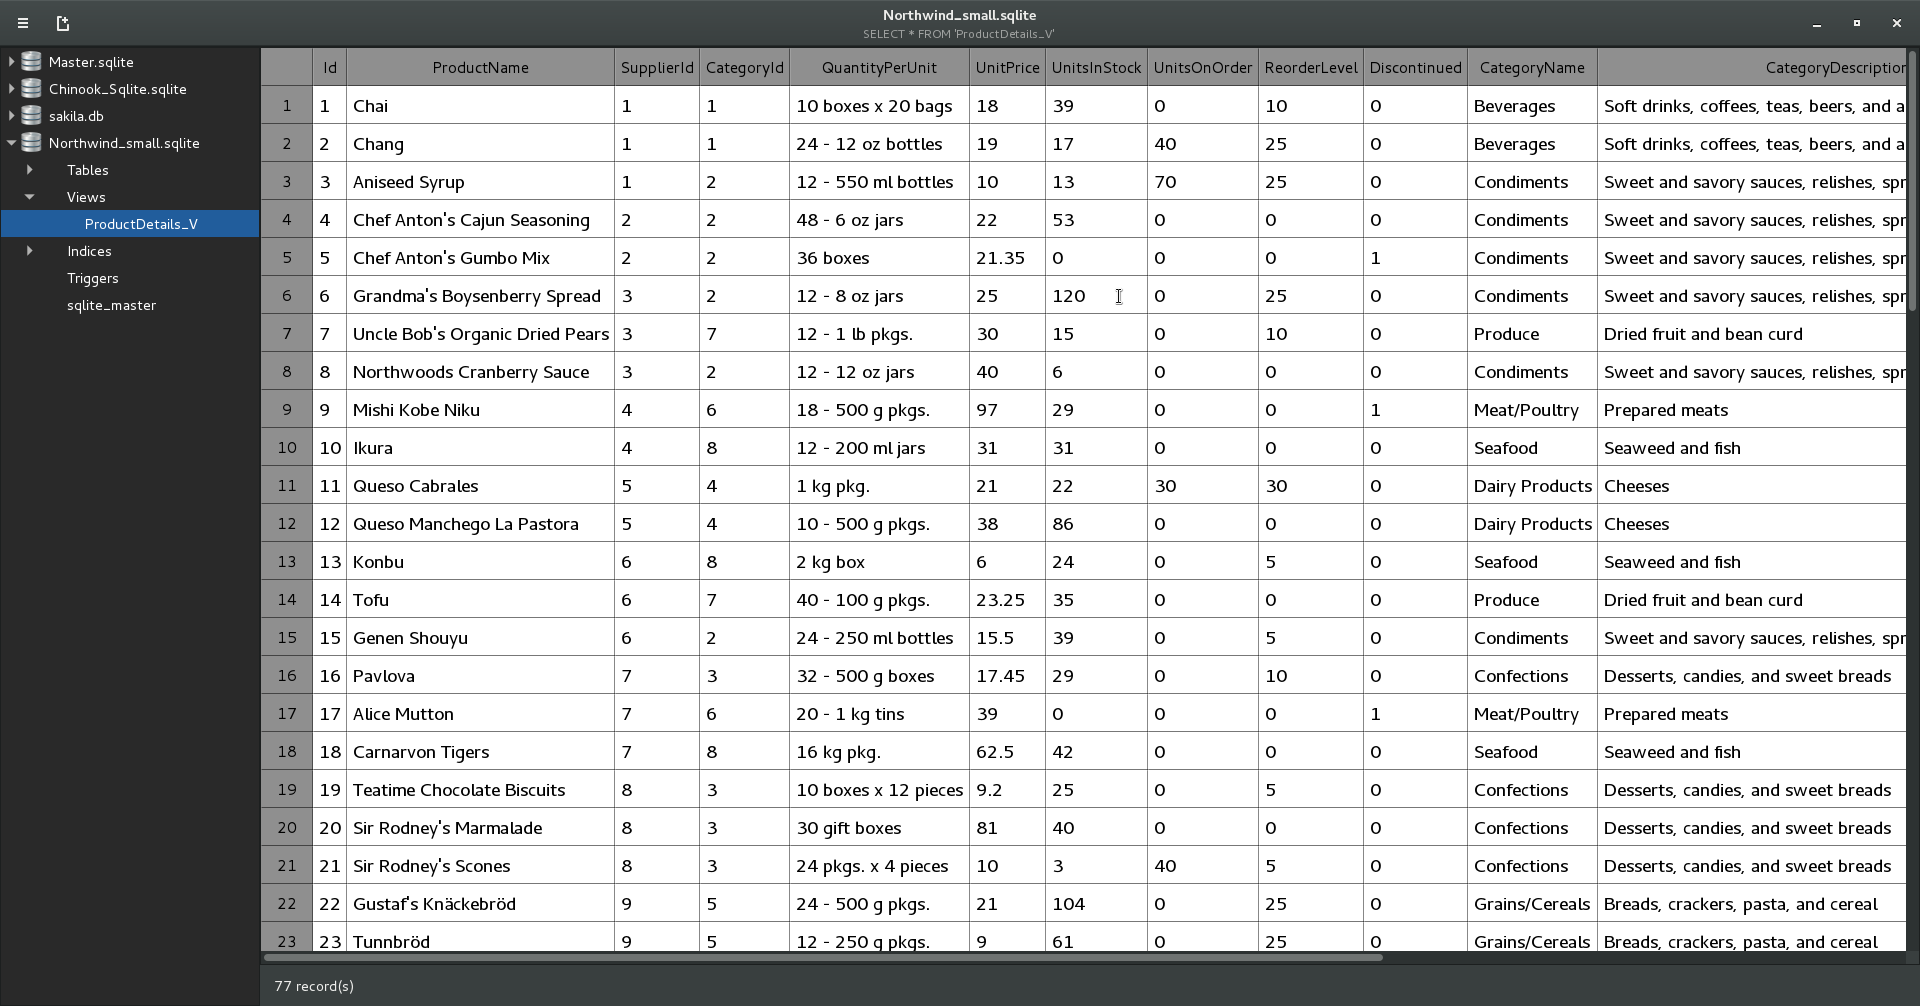 Northwind_small.sqlite
SELECT * FROM 'ProductDetails_V'
Master.sqlite
Chinook_Sqlite.sqlite
sakila.db
Northwind_small.sqlite
Tables
Views
ProductDetails_V
Indices
Triggers
sqlite_master
Id ProductName SupplierId CategoryId QuantityPerUnit UnitPrice UnitsInStock UnitsOnOrder ReorderLevel Discontinued CategoryName CategoryDescription
1 1 Chai 1 1 10 boxes x 20 bags 18 39 0 10 0 Beverages Soft drinks, coffees, teas, beers, and a
2 2 Chang 1 1 24 - 12 oz bottles 19 17 40 25 0 Beverages Soft drinks, coffees, teas, beers, and a
3 3 Aniseed Syrup 1 2 12 - 550 ml bottles 10 13 70 25 0 Condiments Sweet and savory sauces, relishes, spr
4 4 Chef Anton's Cajun Seasoning 2 2 48 - 6 oz jars 22 53 0 0 0 Condiments Sweet and savory sauces, relishes, spr
5 5 Chef Anton's Gumbo Mix 2 2 36 boxes 21.35 0 0 0 1 Condiments Sweet and savory sauces, relishes, spr
6 6 Grandma's Boysenberry Spread 3 2 12 - 8 oz jars 25 120 0 25 0 Condiments Sweet and savory sauces, relishes, spr
7 7 Uncle Bob's Organic Dried Pears 3 7 12 - 1 lb pkgs. 30 15 0 10 0 Produce Dried fruit and bean curd
8 8 Northwoods Cranberry Sauce 3 2 12 - 12 oz jars 40 6 0 0 0 Condiments Sweet and savory sauces, relishes, spr
9 9 Mishi Kobe Niku 4 6 18 - 500 g pkgs. 97 29 0 0 1 Meat/Poultry Prepared meats
10 10 Ikura 4 8 12 - 200 ml jars 31 31 0 0 0 Seafood Seaweed and fish
11 11 Queso Cabrales 5 4 1 kg pkg. 21 22 30 30 0 Dairy Products Cheeses
12 12 Queso Manchego La Pastora 5 4 10 - 500 g pkgs. 38 86 0 0 0 Dairy Products Cheeses
13 13 Konbu 6 8 2 kg box 6 24 0 5 0 Seafood Seaweed and fish
14 14 Tofu 6 7 40 - 100 g pkgs. 23.25 35 0 0 0 Produce Dried fruit and bean curd
15 15 Genen Shouyu 6 2 24 - 250 ml bottles 15.5 39 0 5 0 Condiments Sweet and savory sauces, relishes, spr
16 16 Pavlova 7 3 32 - 500 g boxes 17.45 29 0 10 0 Confections Desserts, candies, and sweet breads
17 17 Alice Mutton 7 6 20 - 1 kg tins 39 0 0 0 1 Meat/Poultry Prepared meats
18 18 Carnarvon Tigers 7 8 16 kg pkg. 62.5 42 0 0 0 Seafood Seaweed and fish
19 19 Teatime Chocolate Biscuits 8 3 10 boxes x 12 pieces 9.2 25 0 5 0 Confections Desserts, candies, and sweet breads
20 20 Sir Rodney's Marmalade 8 3 30 gift boxes 81 40 0 0 0 Confections Desserts, candies, and sweet breads
21 21 Sir Rodney's Scones 8 3 24 pkgs. x 4 pieces 10 3 40 5 0 Confections Desserts, candies, and sweet breads
22 22 Gustaf's Knäckebröd 9 5 24 - 500 g pkgs. 21 104 0 25 0 Grains/Cereals Breads, crackers, pasta, and cereal
23 23 Tunnbröd 9 5 12 - 250 g pkgs. 9 61 0 25 0 Grains/Cereals Breads, crackers, pasta, and cereal
77 record(s)